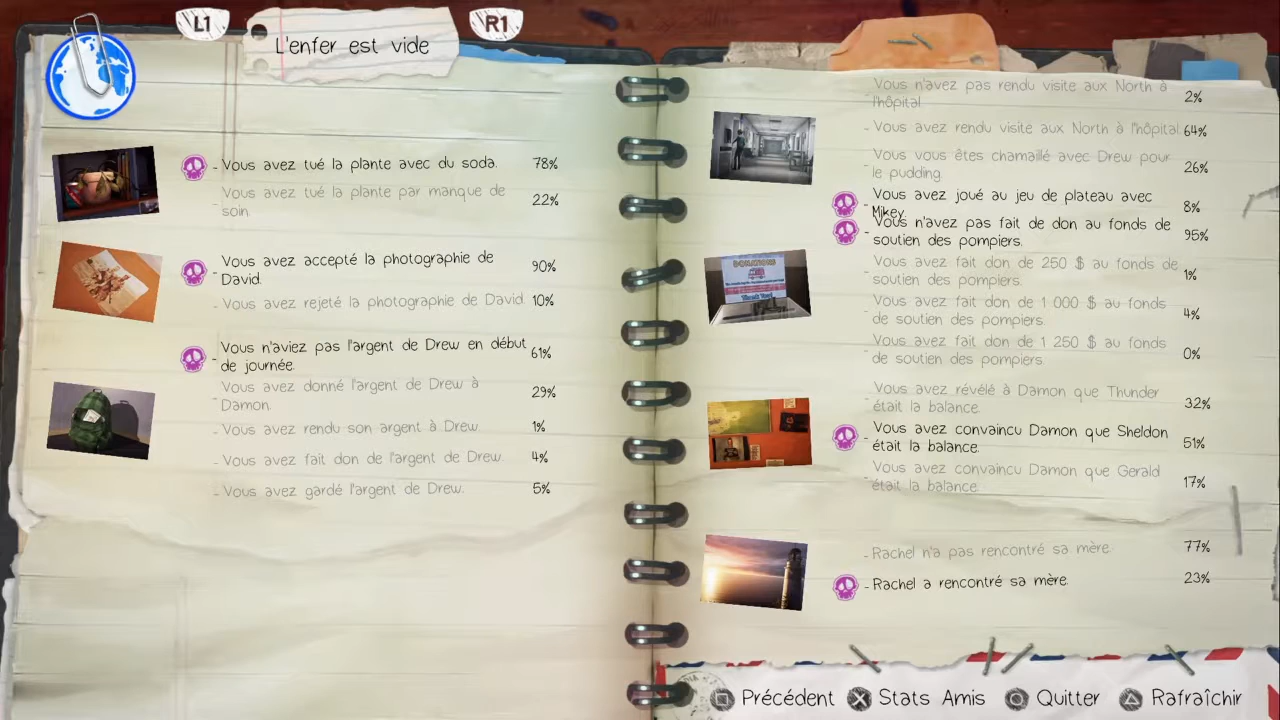 L1
L'enfer est vide
R1
- Vous avez tué la plante avec du soda. 78%
Vous avez tué la plante par manque de
- soin. 22%
Vous avez accepté la photographie de
- David. 90%
- Vous avez rejeté la photographie de David. 10%
Vous n'aviez pas l'argent de Drew en début
- de journée. 61%
Vous avez donné l'argent de Drew à
- Damon. 29%
- Vous avez rendu son argent à Drew. 1%
- Vous avez fait don de l'argent de Drew. 4%
- Vous avez gardé l'argent de Drew. 5%
Vous n'avez pas rendu visite aux North à
- l'hôpital. 2%
- Vous avez rendu visite aux North à l'hôpital. 64%
Vous vous êtes chamaillé avec Drew pour
- le pudding. 26%
Vous avez joué au jeu de plateau avec
- Mikey. 8%
Vous n'avez pas fait de don au fonds de
- soutien des pompiers. 95%
DONATIONS
Thank You!
Vous avez fait don de 250 $ au fonds de
- soutien des pompiers. 1%
Vous avez fait don de 1 000 $ au fonds
- de soutien des pompiers. 4%
Vous avez fait don de 1 250 $ au fonds
- de soutien des pompiers. 0%
Vous avez révélé à Damon que Thunder
- était la balance. 32%
Vous avez convaincu Damon que Sheldon
- était la balance. 51%
Vous avez convaincu Damon que Gerald
- était la balance. 17%
- Rachel n'a pas rencontré sa mère. 77%
- Rachel a rencontré sa mère. 23%
Précédent Stats Amis Quitter Rafraîchir